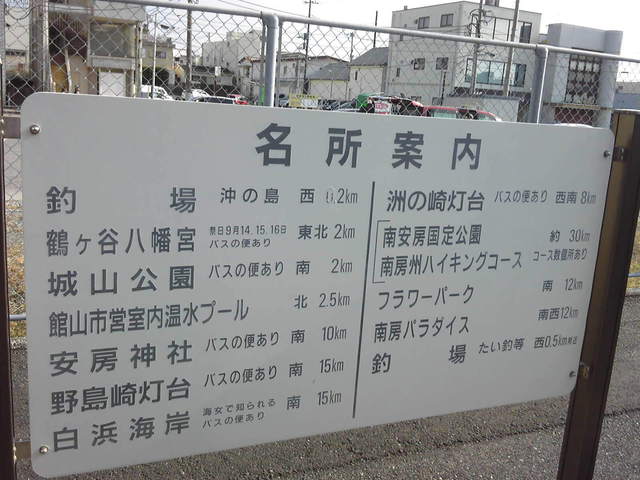 名所案内
釣場 沖の島 西 0.2km
鶴ヶ谷八幡宮 祭日9月14.15.16日 バスの便あり 東北 2km
城山公園 バスの便あり 南 2km
館山市営室内温水プール 北 2.5km
安房神社 バスの便あり 南 10km
野島崎灯台 バスの便あり 南 15km
白浜海岸 海女で知られる バスの便あり 南 15km
洲の崎灯台 バスの便あり 西南 8km
南安房国定公園 約 30km
南房州ハイキングコース コース数個所あり
フラワーパーク 南 12km
南房パラダイス 南西12km
釣場 たい釣等 西0.5km